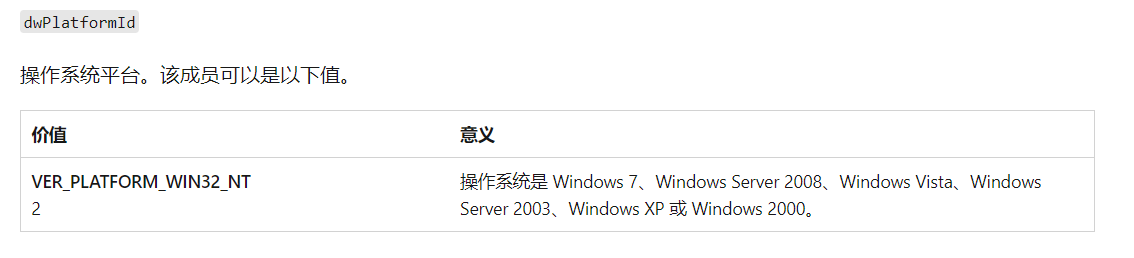 dwPlatformId
操作系统平台。该成员可以是以下值。
价值 意义
VER_PLATFORM_WIN32_NT 操作系统是 Windows 7、Windows Server 2008、Windows Vista、Windows
2 Server 2003、Windows XP 或 Windows 2000。